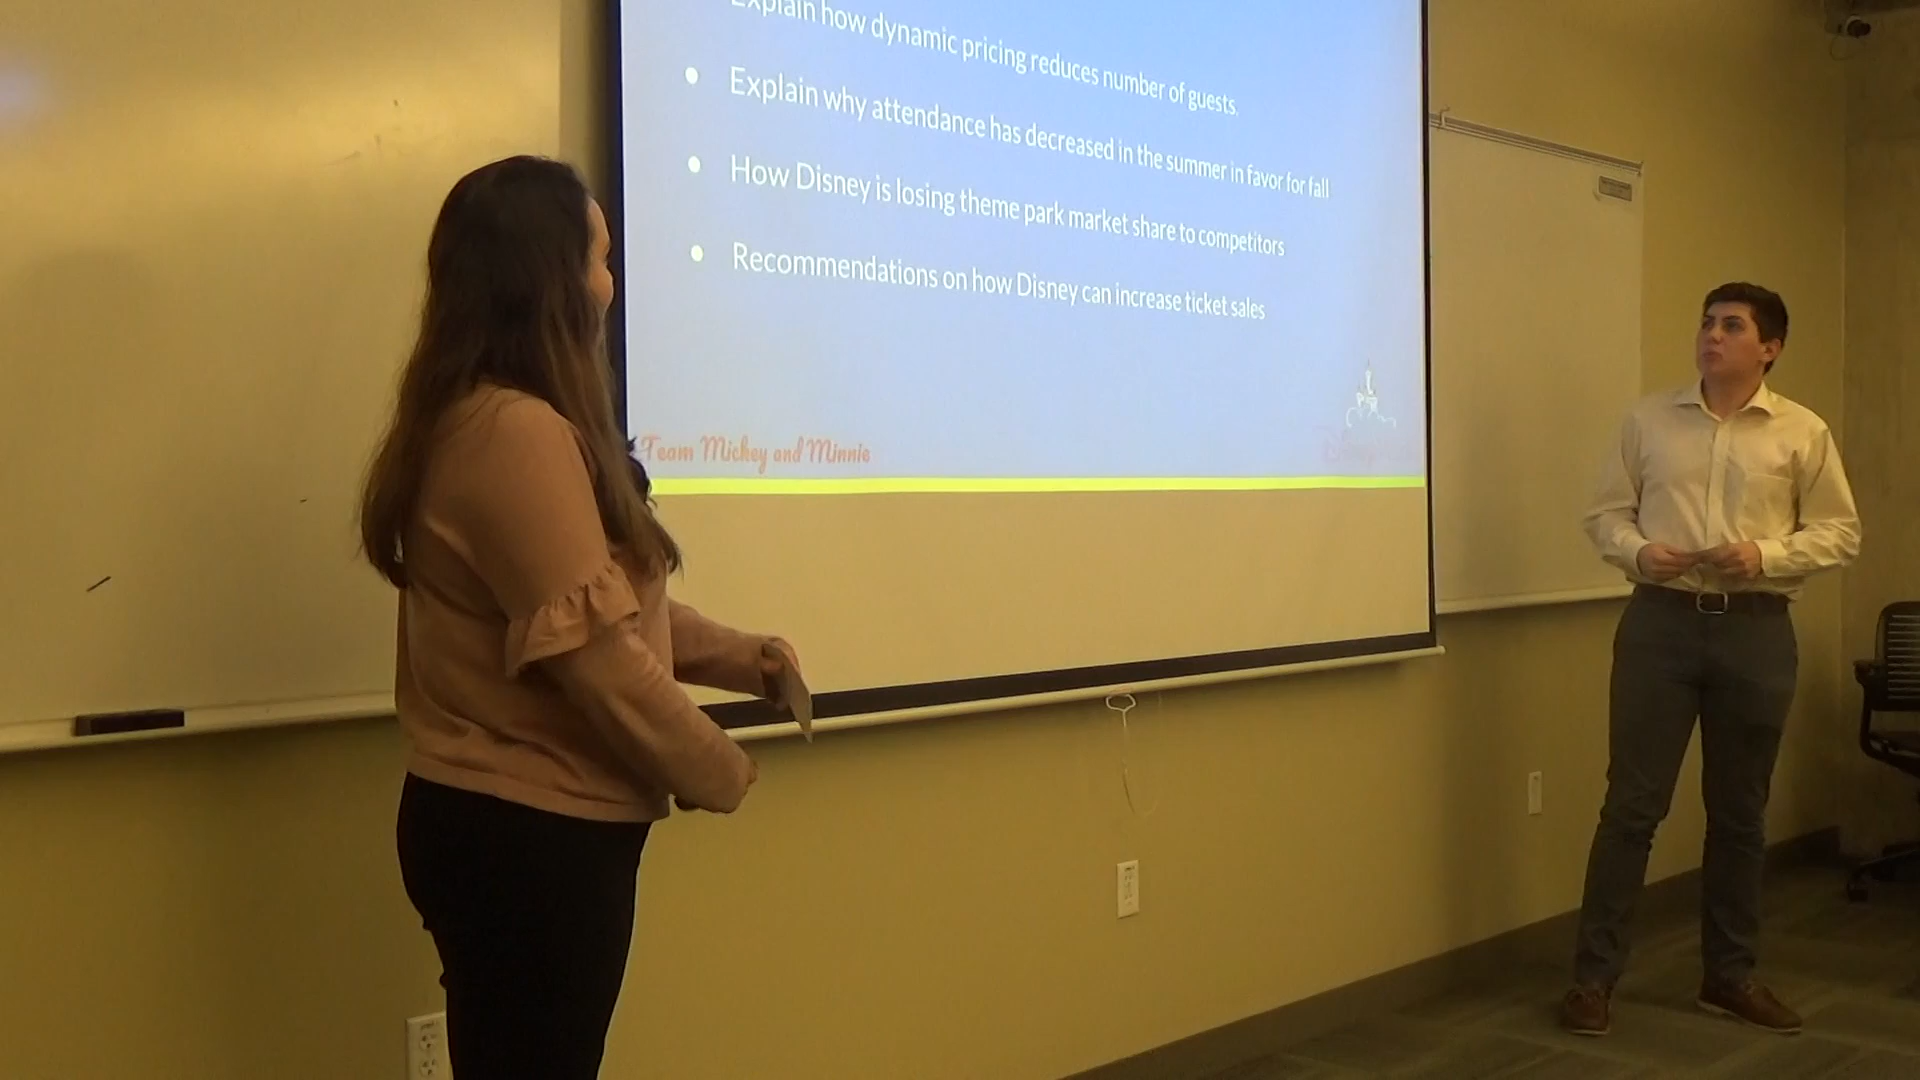 Explain how dynamic pricing reduces number of guests.
Explain why attendance has decreased in the summer in favor for fall
How Disney is losing theme park market share to competitors
Recommendations on how Disney can increase ticket sales
Team Mickey and Minnie